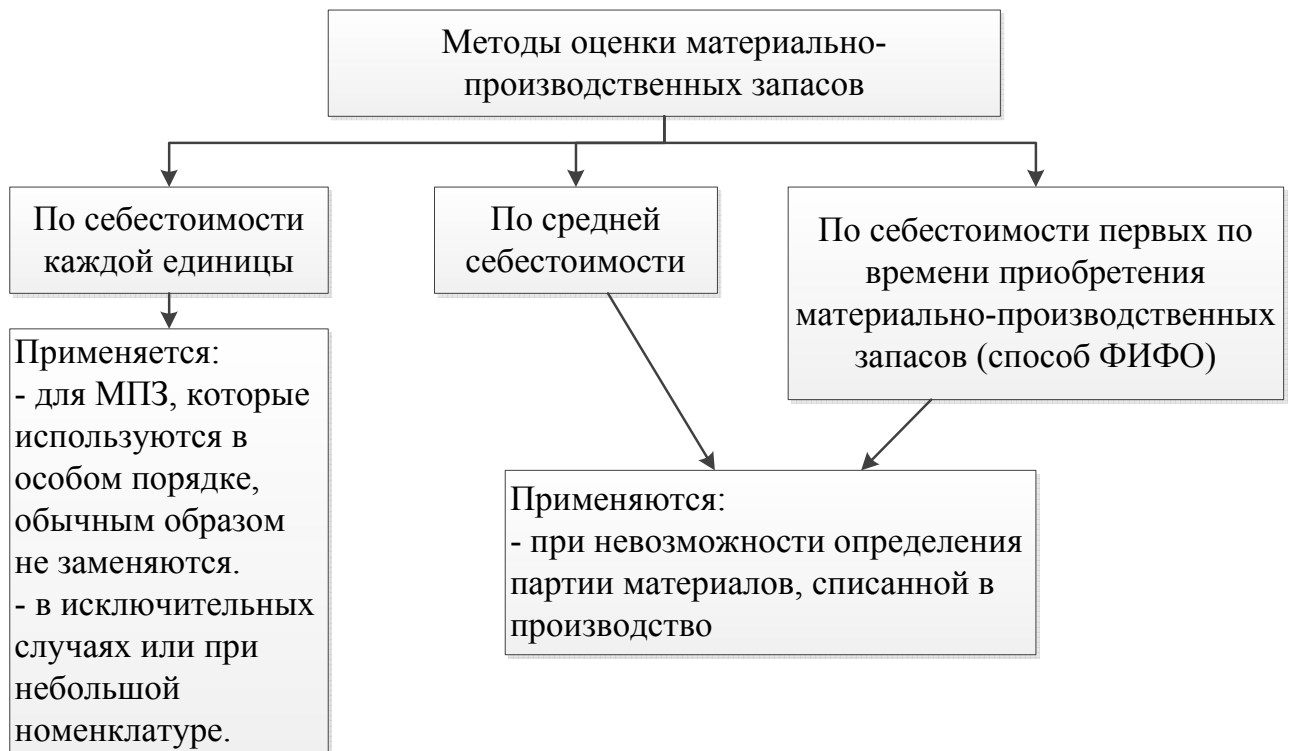 Методы оценки материально-
производственных запасов
По себестоимости
каждой единицы
По средней
себестоимости
По себестоимости первых по
времени приобретения
материально-производственных
запасов (способ ФИФО)
Применяется:
- для МПЗ, которые
используются в
особом порядке,
обычным образом
не заменяются.
- в исключительных
случаях или при
небольшой
номенклатуре.
Применяются:
- при невозможности определения
партии материалов, списанной в
производство